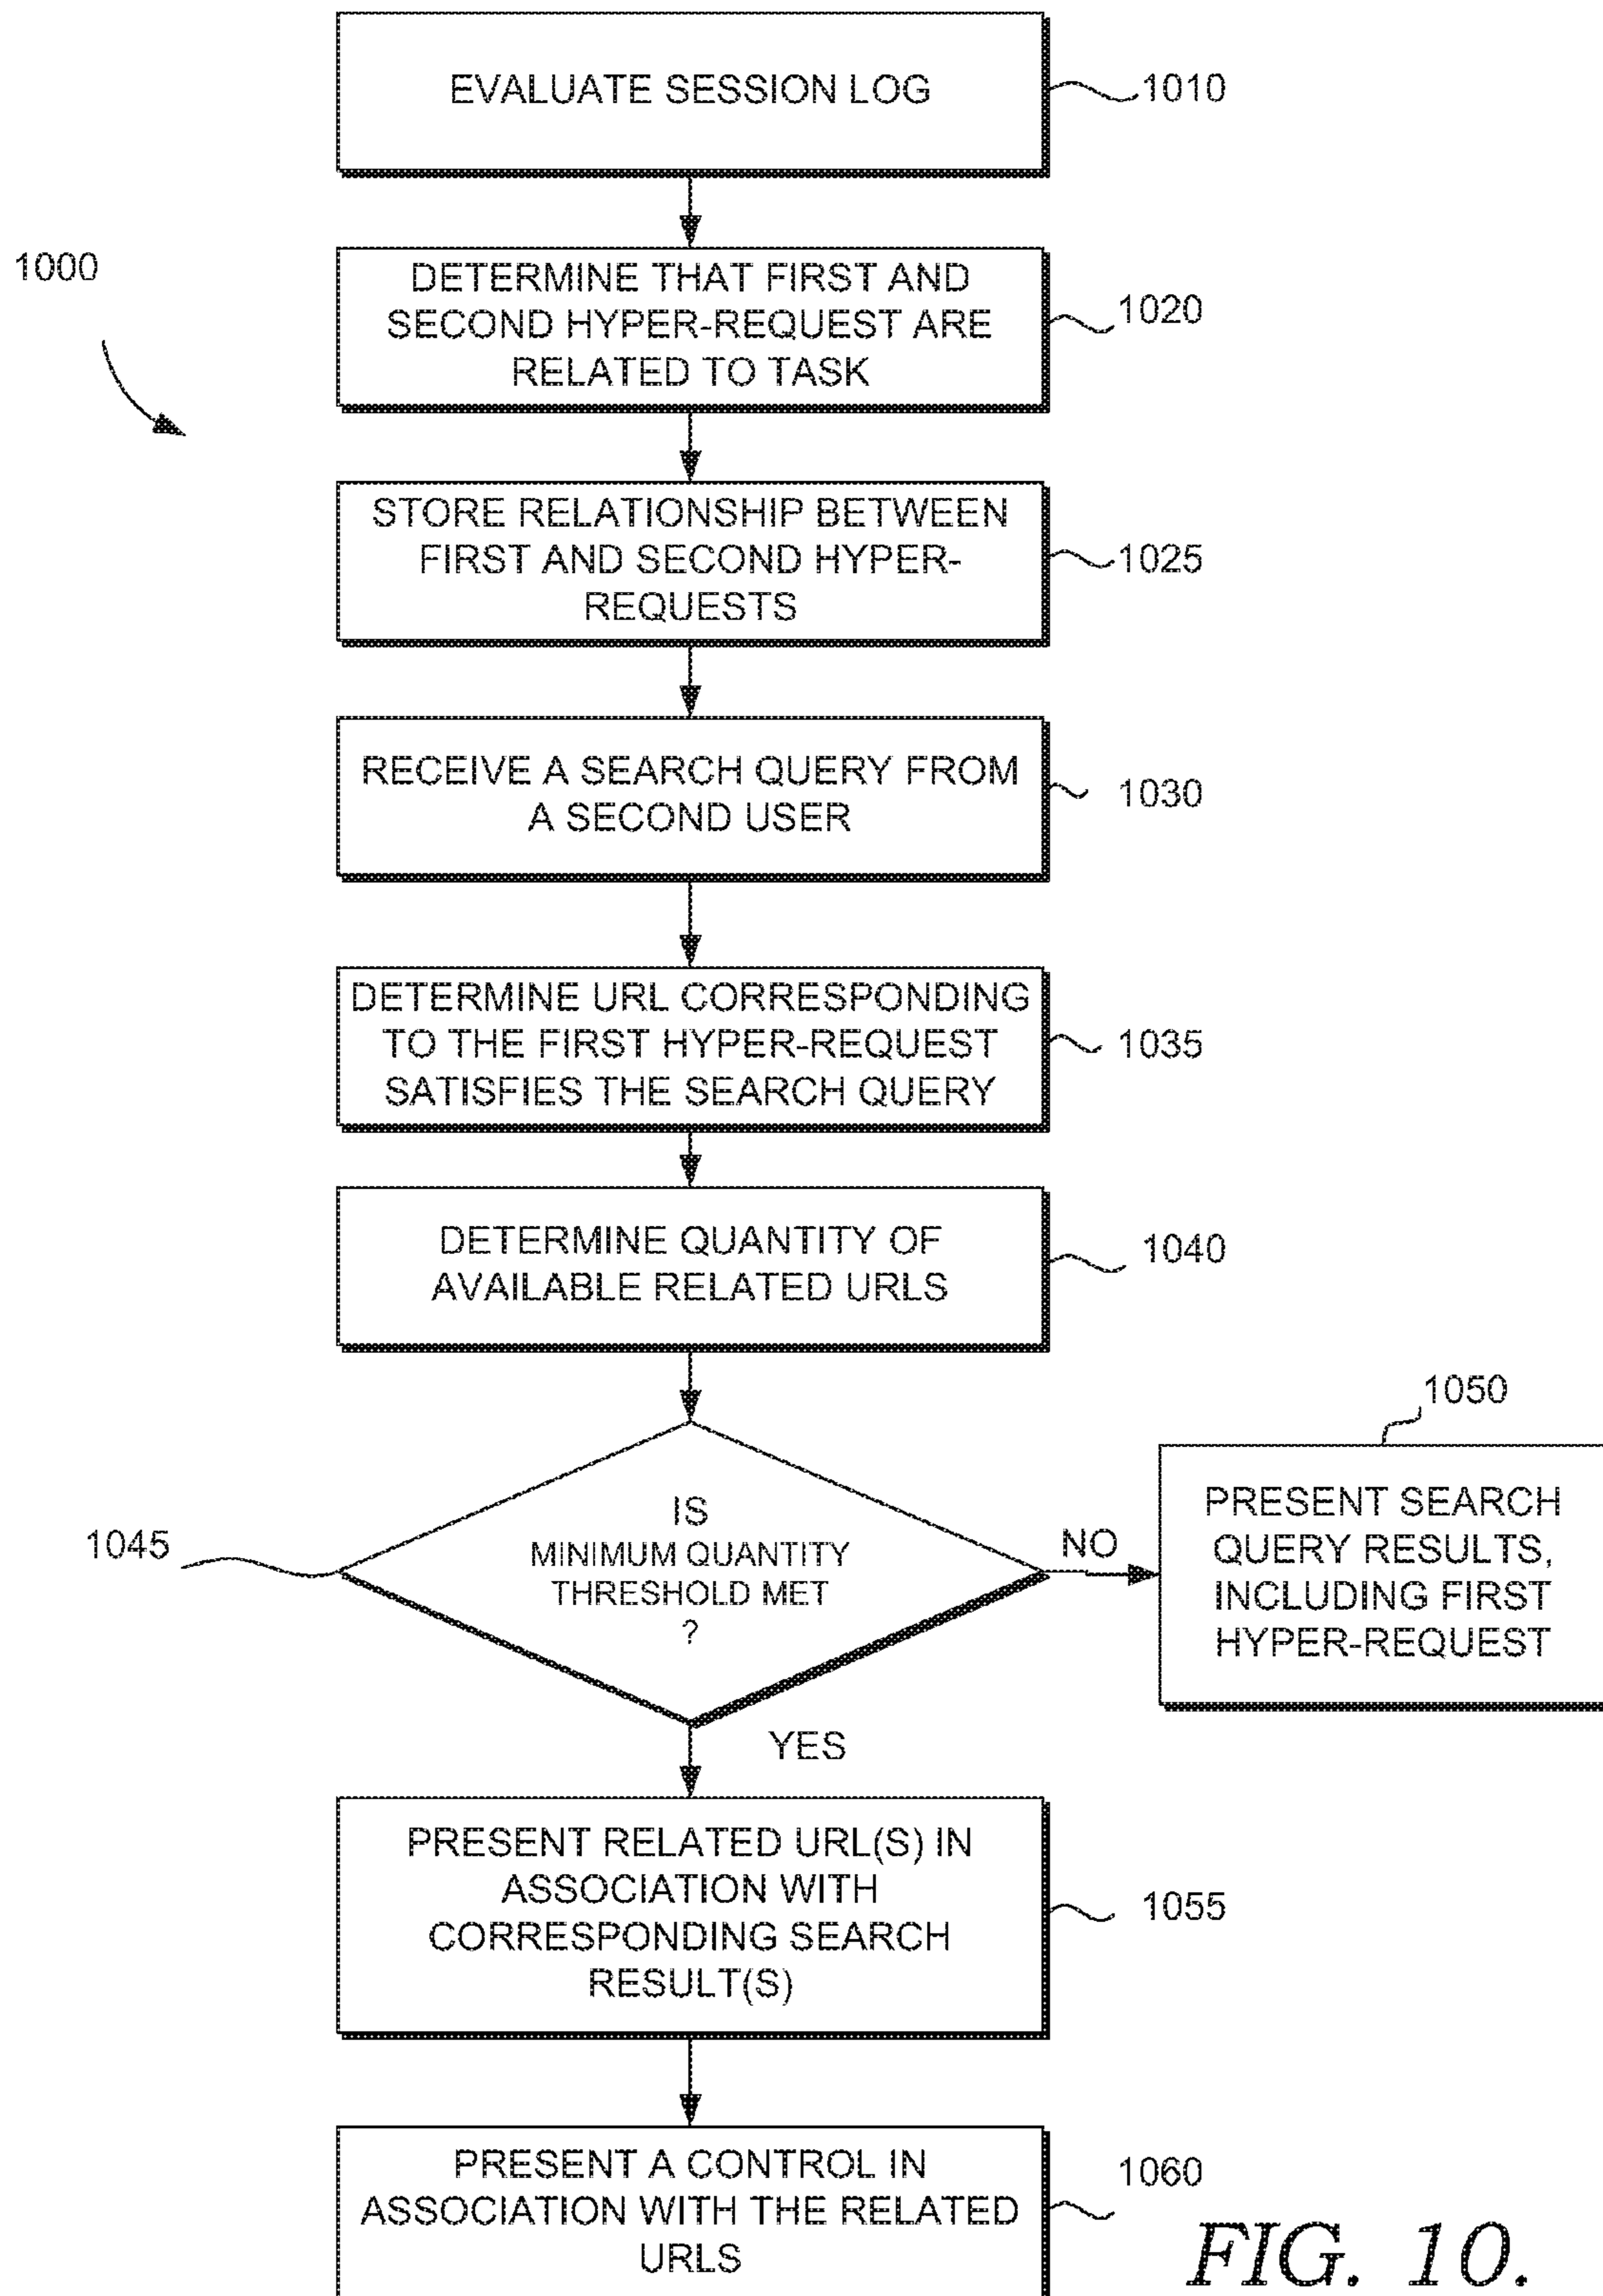 EVALUATE SESSION LOG
1010
1000
DETERMINE THAT FIRST AND
SECOND HYPER-REQUEST ARE
RELATED TO TASK
1020
STORE RELATIONSHIP BETWEEN
FIRST AND SECOND HYPER-
REQUESTS
1025
RECEIVE A SEARCH QUERY FROM
A SECOND USER
1030
DETERMINE URL CORRESPONDING
TO THE FIRST HYPER-REQUEST
SATISFIES THE SEARCH QUERY
1035
DETERMINE QUANTITY OF
AVAILABLE RELATED URLS
1040
IS
MINIMUM QUANTITY
THRESHOLD MET
?
1045
NO
1050
PRESENT SEARCH
QUERY RESULTS,
INCLUDING FIRST
HYPER-REQUEST
YES
PRESENT RELATED URL(S) IN
ASSOCIATION WITH
CORRESPONDING SEARCH
RESULT(S)
1055
PRESENT A CONTROL IN
ASSOCIATION WITH THE RELATED
URLS
1060
FIG. 10.